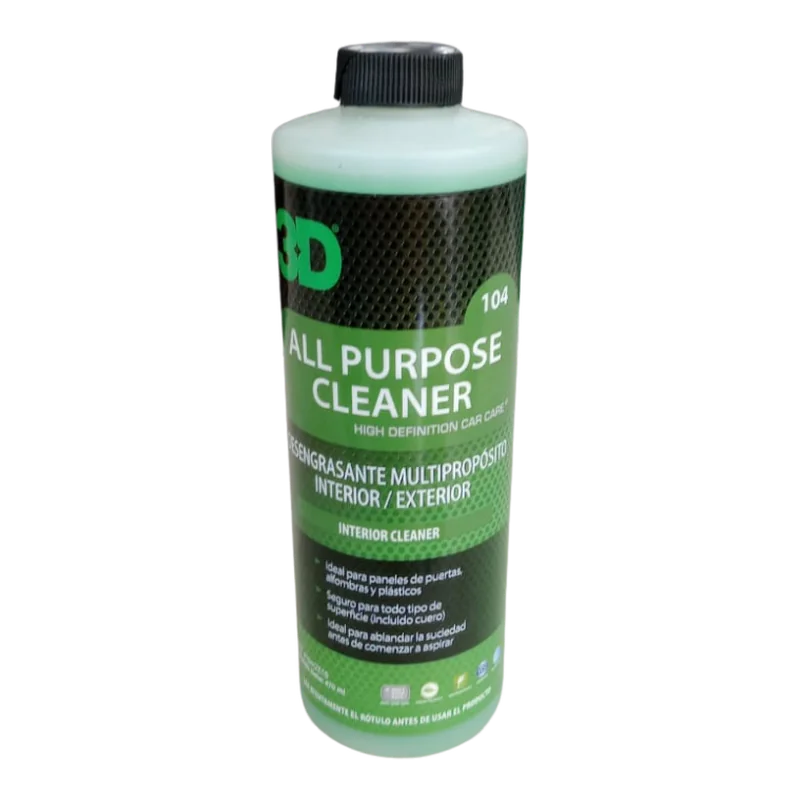 3D®
104
ALL PURPOSE
CLEANER
HIGH DEFINITION CAR CARE
DESENGRASANTE MULTIPROPÓSITO
INTERIOR / EXTERIOR
INTERIOR CLEANER
Ideal para paneles de puertas,
alfombras y plásticos
Seguro para todo tipo de
superficie (incluido cuero)
Ideal para ablandar la suciedad
antes de comenzar a aspirar
470 ml
EL RÓTULO ANTES DE USAR EL PRODUCTO